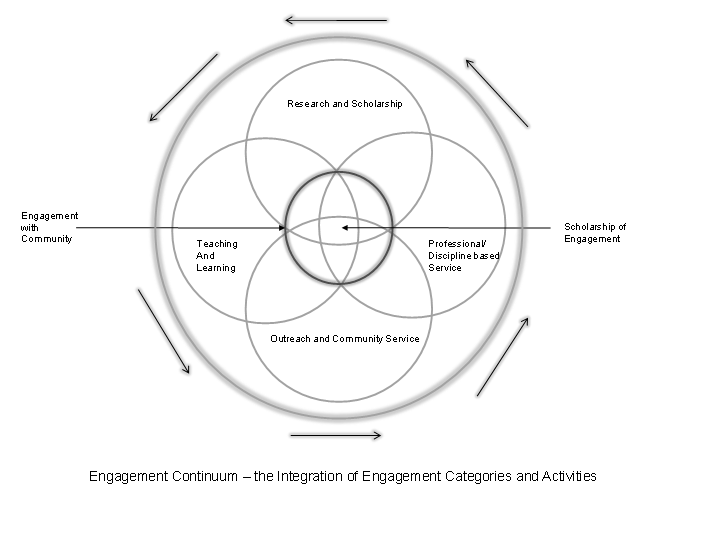 Research and Scholarship
Engagement
with
Community
Teaching
And
Learning
Professional/
Discipline based
Service
Scholarship of
Engagement
Outreach and Community Service
Engagement Continuum – the Integration of Engagement Categories and Activities